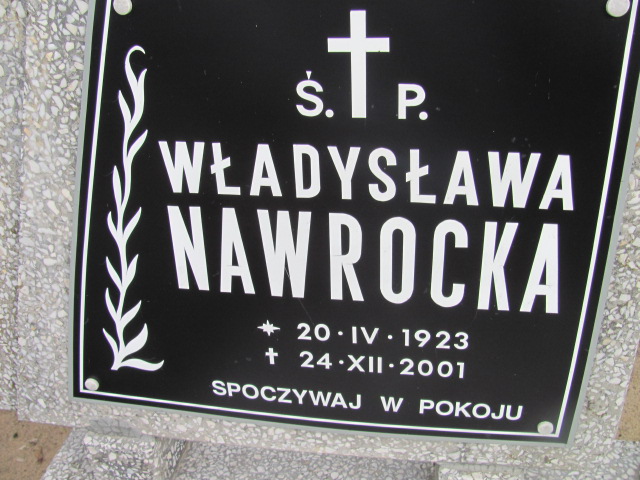 Ś. P.
WŁADYSŁAWA
NAWROCKA
20·IV·1923
† 24·XII·2001
SPOCZYWAJ W POKOJU